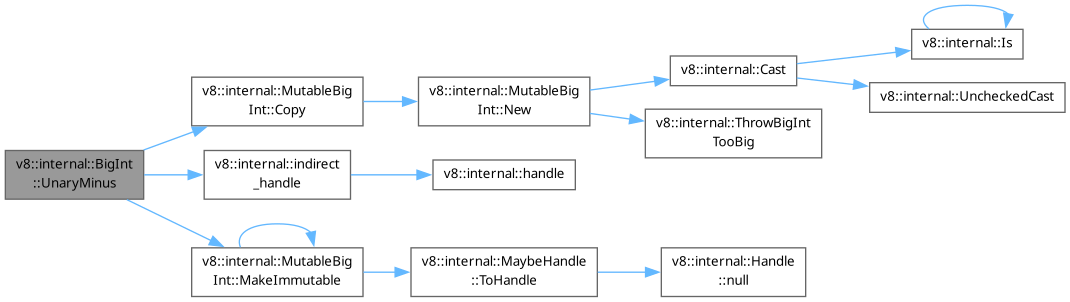 v8::internal::Is
v8::internal::Cast
v8::internal::MutableBig
Int::Copy
v8::internal::MutableBig
Int::New
v8::internal::UncheckedCast
v8::internal::ThrowBigInt
TooBig
v8::internal::BigInt
::UnaryMinus
v8::internal::indirect
_handle
v8::internal::handle
v8::internal::MutableBig
Int::MakeImmutable
v8::internal::MaybeHandle
::ToHandle
v8::internal::Handle
::null